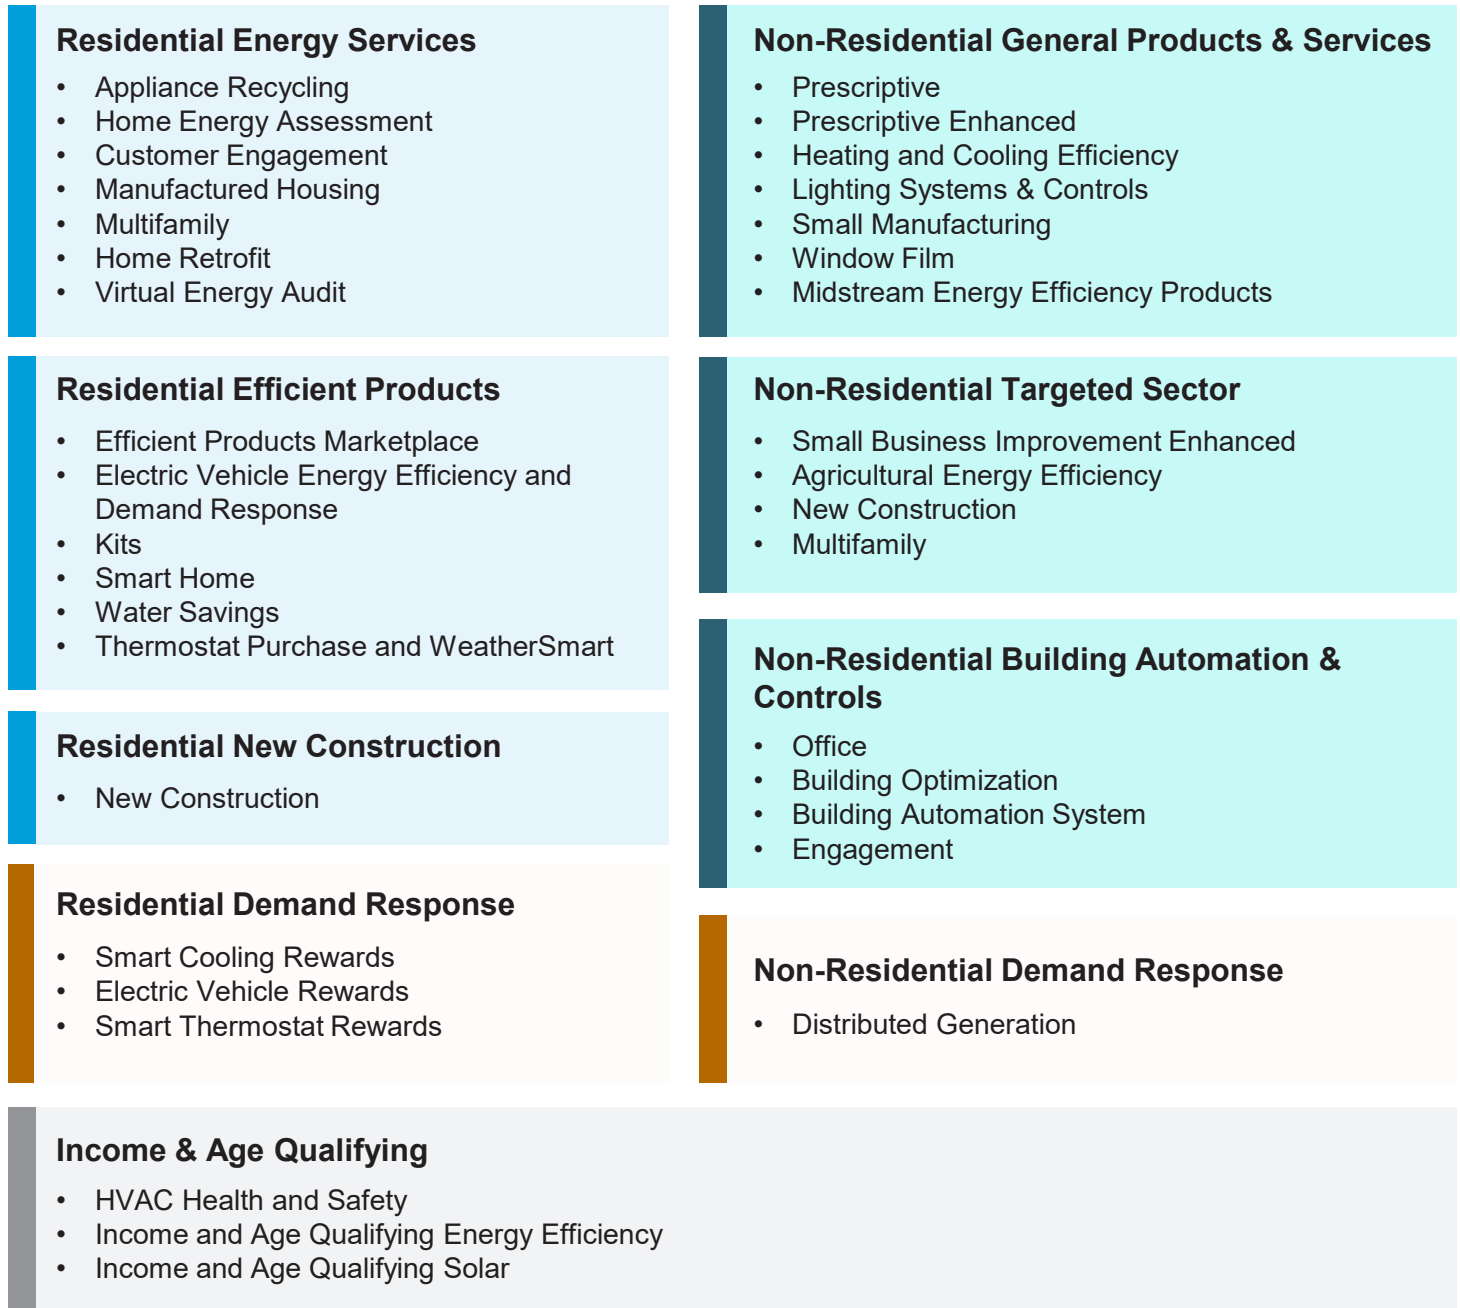 Residential Energy Services
• Appliance Recycling
• Home Energy Assessment
• Customer Engagement
• Manufactured Housing
• Multifamily
• Home Retrofit
• Virtual Energy Audit
Residential Efficient Products
• Efficient Products Marketplace
• Electric Vehicle Energy Efficiency and
Demand Response
• Kits
• Smart Home
• Water Savings
• Thermostat Purchase and WeatherSmart
Residential New Construction
• New Construction
Residential Demand Response
• Smart Cooling Rewards
• Electric Vehicle Rewards
• Smart Thermostat Rewards
Non-Residential General Products & Services
• Prescriptive
• Prescriptive Enhanced
• Heating and Cooling Efficiency
• Lighting Systems & Controls
• Small Manufacturing
• Window Film
• Midstream Energy Efficiency Products
Non-Residential Targeted Sector
• Small Business Improvement Enhanced
• Agricultural Energy Efficiency
• New Construction
• Multifamily
Non-Residential Building Automation &
Controls
• Office
• Building Optimization
• Building Automation System
• Engagement
Non-Residential Demand Response
• Distributed Generation
Income & Age Qualifying
• HVAC Health and Safety
• Income and Age Qualifying Energy Efficiency
• Income and Age Qualifying Solar